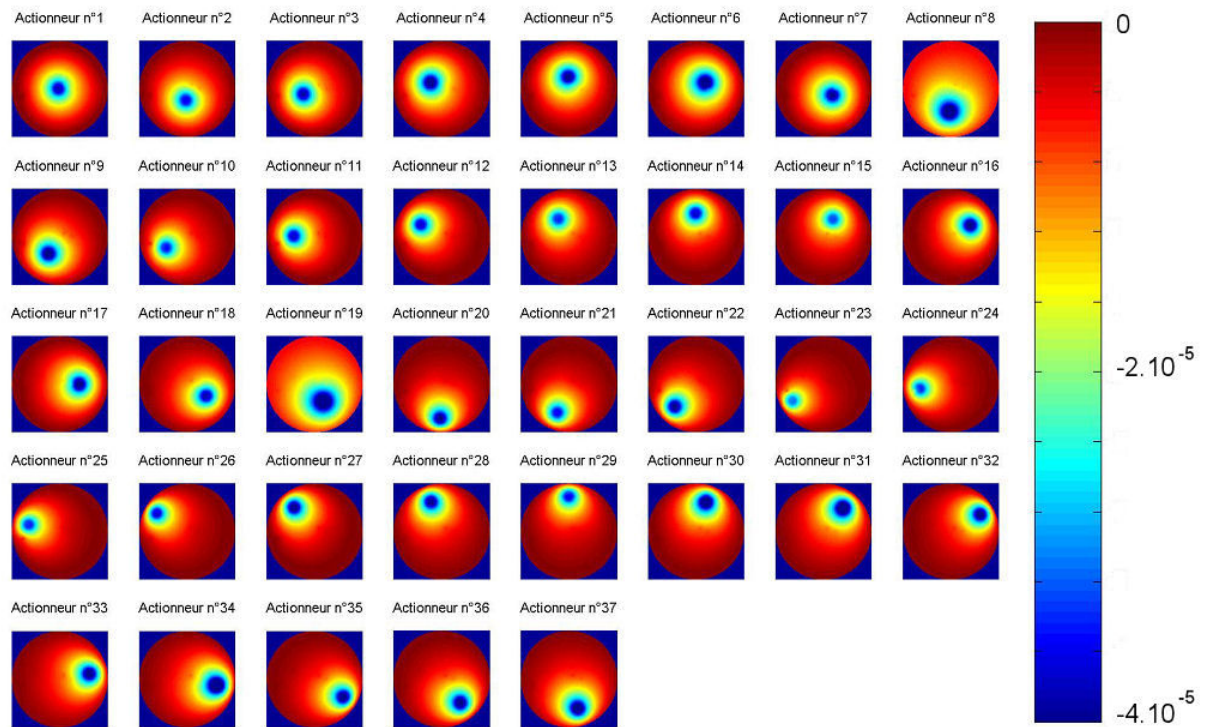 Actionneur n°1 Actionneur n°2 Actionneur n°3 Actionneur n°4 Actionneur n°5 Actionneur n°6 Actionneur n°7 Actionneur n°8
Actionneur n°9 Actionneur n°10 Actionneur n°11 Actionneur n°12 Actionneur n°13 Actionneur n°14 Actionneur n°15 Actionneur n°16
Actionneur n°17 Actionneur n°18 Actionneur n°19 Actionneur n°20 Actionneur n°21 Actionneur n°22 Actionneur n°23 Actionneur n°24
Actionneur n°25 Actionneur n°26 Actionneur n°27 Actionneur n°28 Actionneur n°29 Actionneur n°30 Actionneur n°31 Actionneur n°32
Actionneur n°33 Actionneur n°34 Actionneur n°35 Actionneur n°36 Actionneur n°37
0
-2.10⁻⁵
-4.10⁻⁵